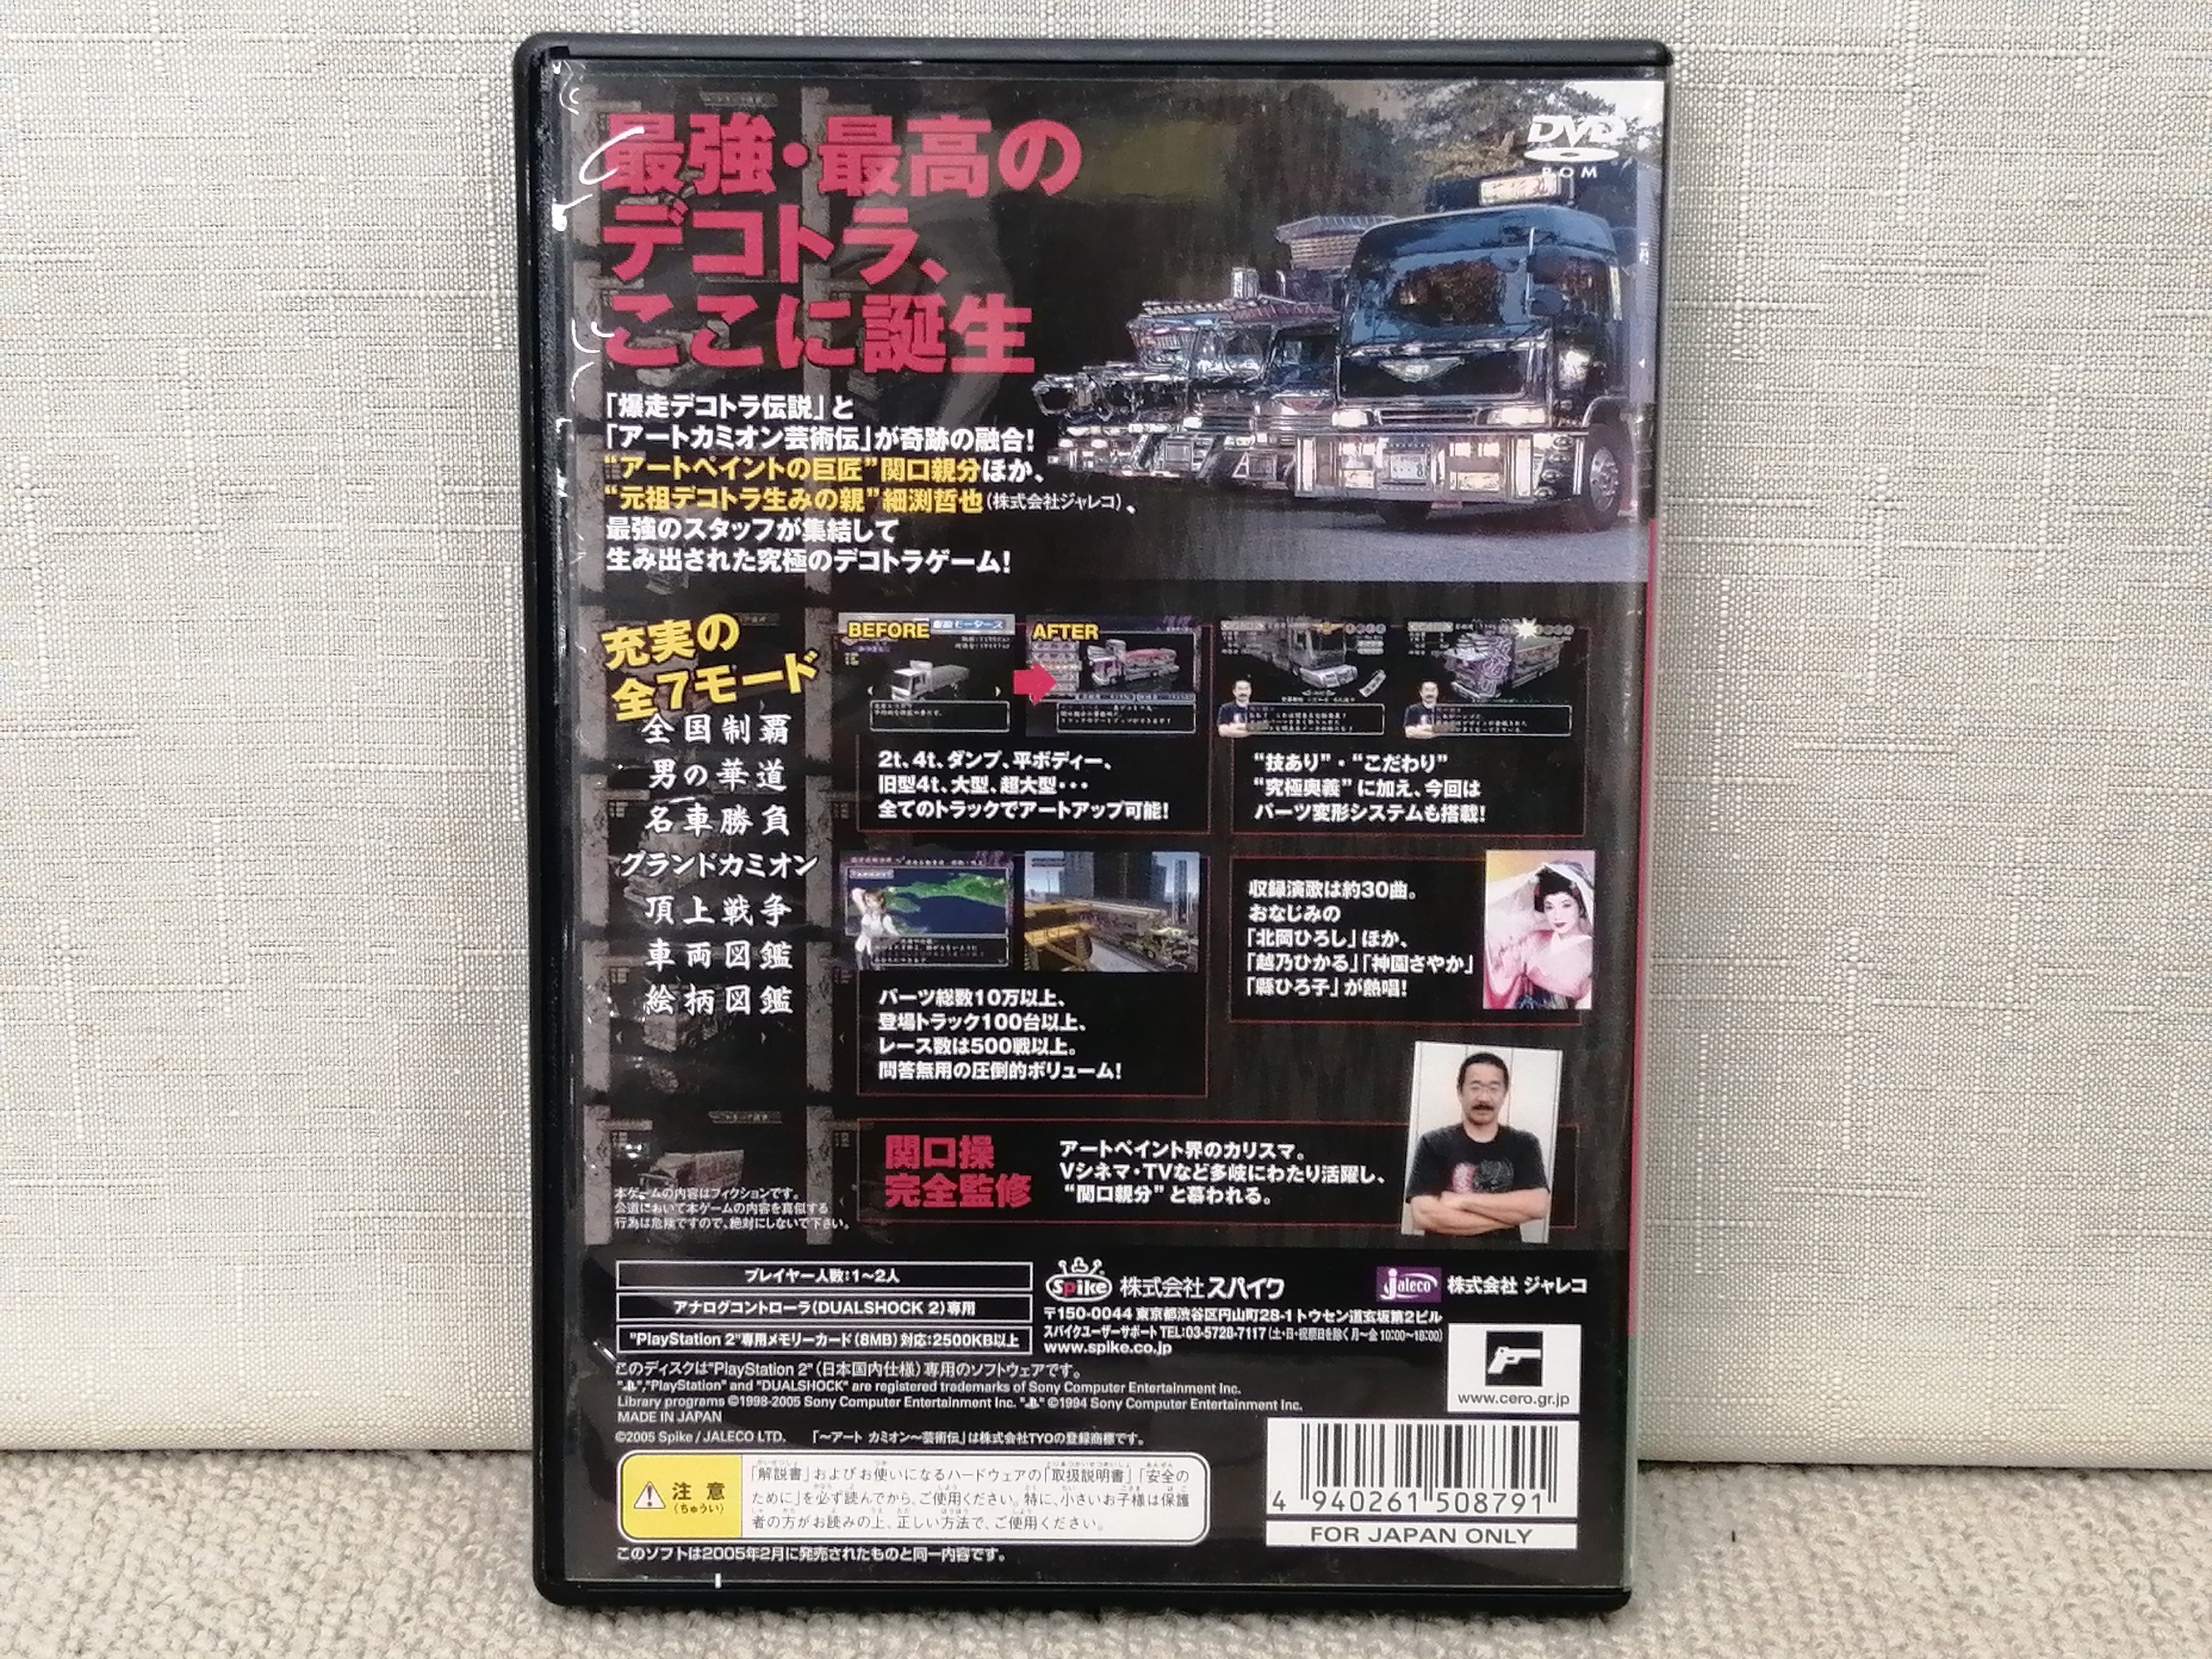 最強・最高の
デコトラ、
ここに誕生
DVD
ROM
「爆走デコトラ伝説」と
「アートカミオン芸術伝」が奇跡の融合!
“アートペイントの巨匠”関口親分ほか、
“元祖デコトラ生みの親”細渕哲也(株式会社ジャレコ)、
最強のスタッフが集結して
生み出された究極のデコトラゲーム!
充実の
全7モード
全国制覇
男の華道
名車勝負
グランドカミオン
頂上戦争
車両図鑑
絵柄図鑑
BEFORE
AFTER
2t、4t、ダンプ、平ボディー、
旧型4t、大型、超大型・・・
全てのトラックでアートアップ可能!
“技あり”・“こだわり”
“究極奥義”に加え、今回は
パーツ変形システムも搭載!
パーツ総数10万以上、
登場トラック100台以上、
レース数は500戦以上。
問答無用の圧倒的ボリューム!
収録演歌は約30曲。
おなじみの
「北岡ひろし」ほか、
「越乃ひかる」「神園さやか」
「縣ひろ子」が熱唱!
関口操
完全監修
アートペイント界のカリスマ。
Vシネマ・TVなど多岐にわたり活躍し、
“関口親分”と慕われる。
本ゲームの内容はフィクションです。
公道において本ゲームの内容を真似する
行為は危険ですので、絶対にしないで下さい。
プレイヤー人数:1〜2人
アナログコントローラ(DUALSHOCK 2)専用
"PlayStation 2"専用メモリーカード(8MB)対応:2500KB以上
Spike 株式会社スパイク
Jaleco 株式会社 ジャレコ
〒150-0044 東京都渋谷区円山町28-1 トウセン道玄坂第2ビル
スパイクユーザーサポート TEL:03-5728-7117(土・日・祝祭日を除く月〜金 10:00〜18:00)
www.spike.co.jp
www.cero.gr.jp
このディスクは"PlayStation 2"(日本国内仕様)専用のソフトウェアです。
" ","PlayStation" and "DUALSHOCK" are registered trademarks of Sony Computer Entertainment Inc.
Library programs ©1998-2005 Sony Computer Entertainment Inc. " " ©1994 Sony Computer Entertainment Inc.
MADE IN JAPAN
©2005 Spike / JALECO LTD. 「〜アート カミオン〜芸術伝」は株式会社TYOの登録商標です。
注意
(ちゅうい)
「解説書」およびお使いになるハードウェアの「取扱説明書」「安全の
ために」を必ず読んでから、ご使用ください。特に、小さいお子様は保護
者の方がお読みの上、正しい方法で、ご使用ください。
4 940261 508791
FOR JAPAN ONLY
このソフトは2005年2月に発売されたものと同一内容です。